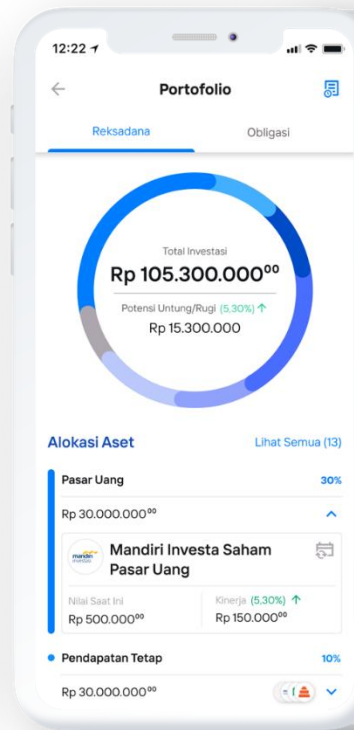 12:22
Portofolio
Reksadana
Obligasi
Total Investasi
Rp 105.300.000⁰⁰
Potensi Untung/Rugi (5,30%) ↑
Rp 15.300.000
Alokasi Aset
Lihat Semua (13)
Pasar Uang
30%
Rp 30.000.000⁰⁰
mandiri
investasi
Mandiri Investa Saham
Pasar Uang
Nilai Saat Ini
Kinerja (5,30%) ↑
Rp 500.000⁰⁰
Rp 150.000⁰⁰
Pendapatan Tetap
10%
Rp 30.000.000⁰⁰